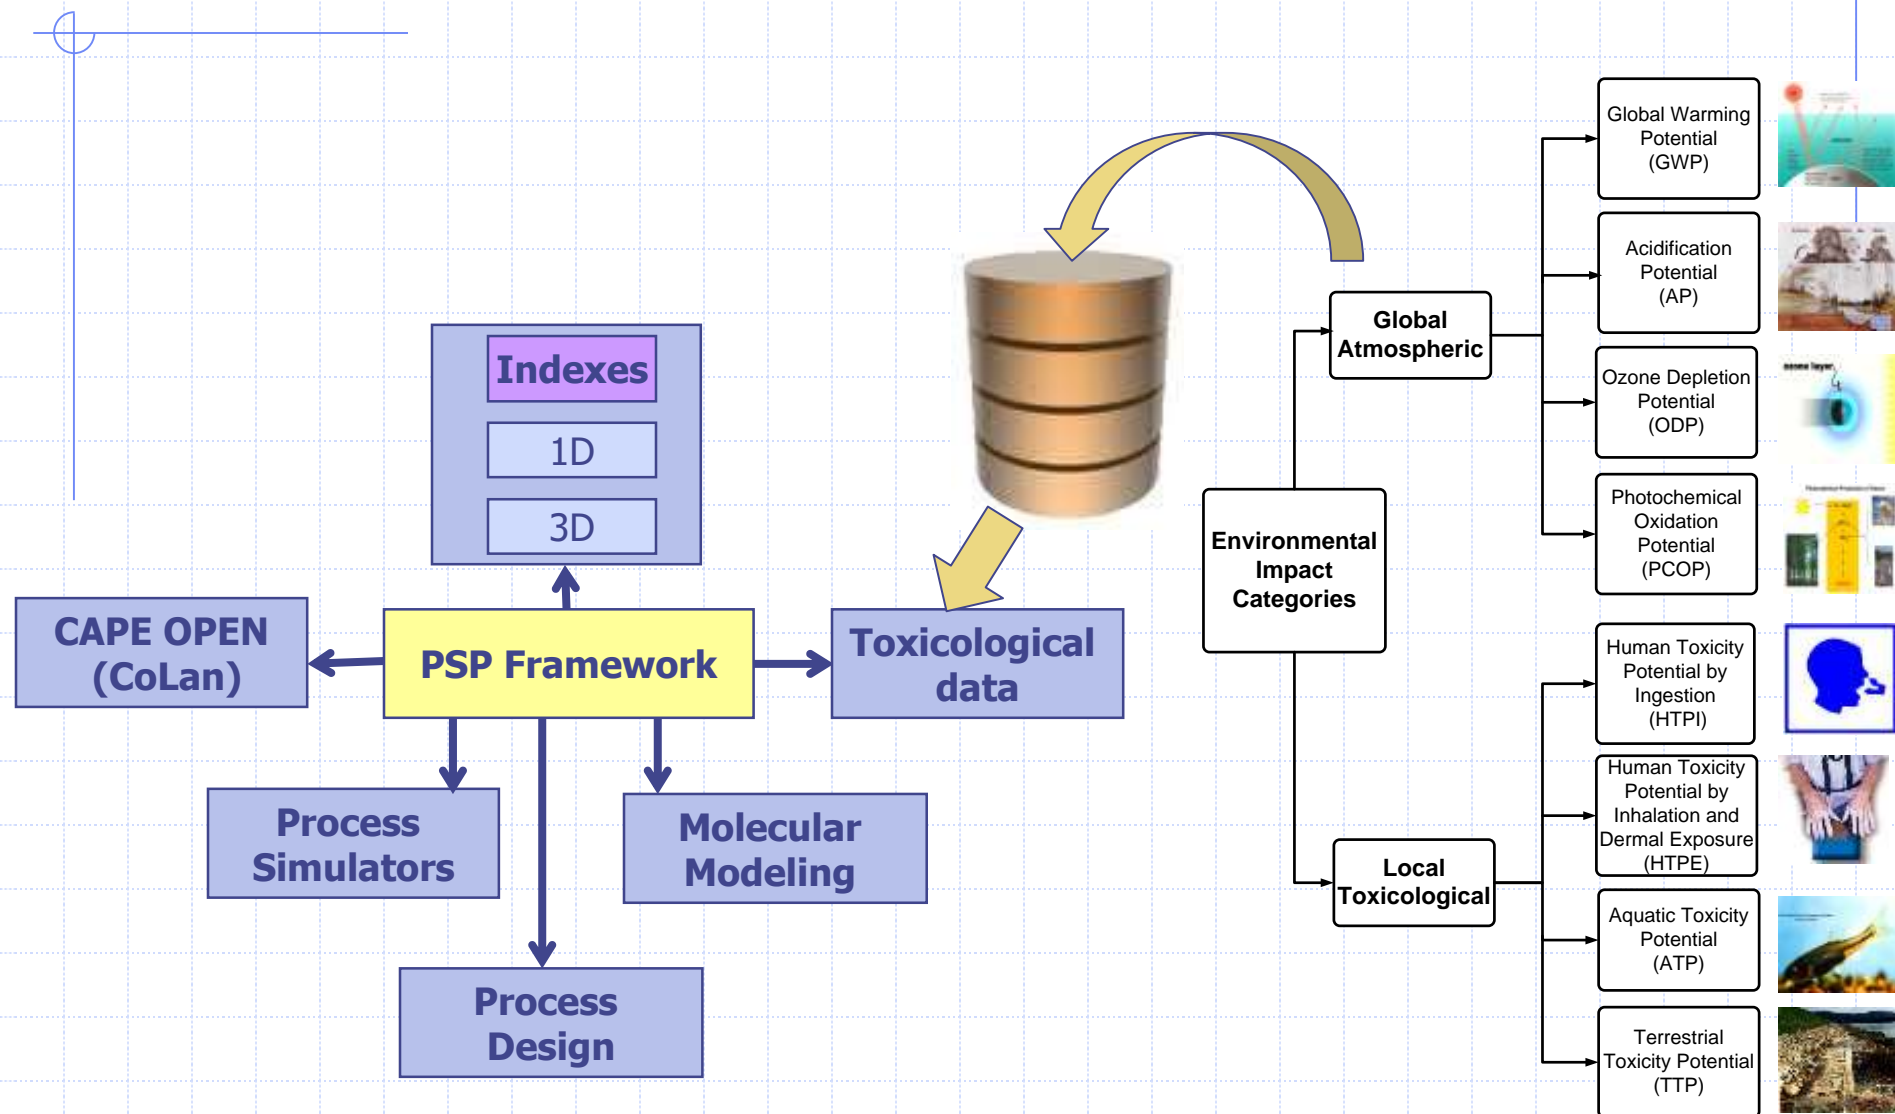 Indexes
1D
3D
CAPE OPEN
(CoLan)
PSP Framework
Toxicological
data
Process
Simulators
Molecular
Modeling
Process
Design
Environmental
Impact
Categories
Global
Atmospheric
Local
Toxicological
Global Warming
Potential
(GWP)
Acidification
Potential
(AP)
Ozone Depletion
Potential
(ODP)
ozone layer
Photochemical
Oxidation
Potential
(PCOP)
Human Toxicity
Potential by
Ingestion
(HTPI)
Human Toxicity
Potential by
Inhalation and
Dermal Exposure
(HTPE)
Aquatic Toxicity
Potential
(ATP)
Terrestrial
Toxicity Potential
(TTP)